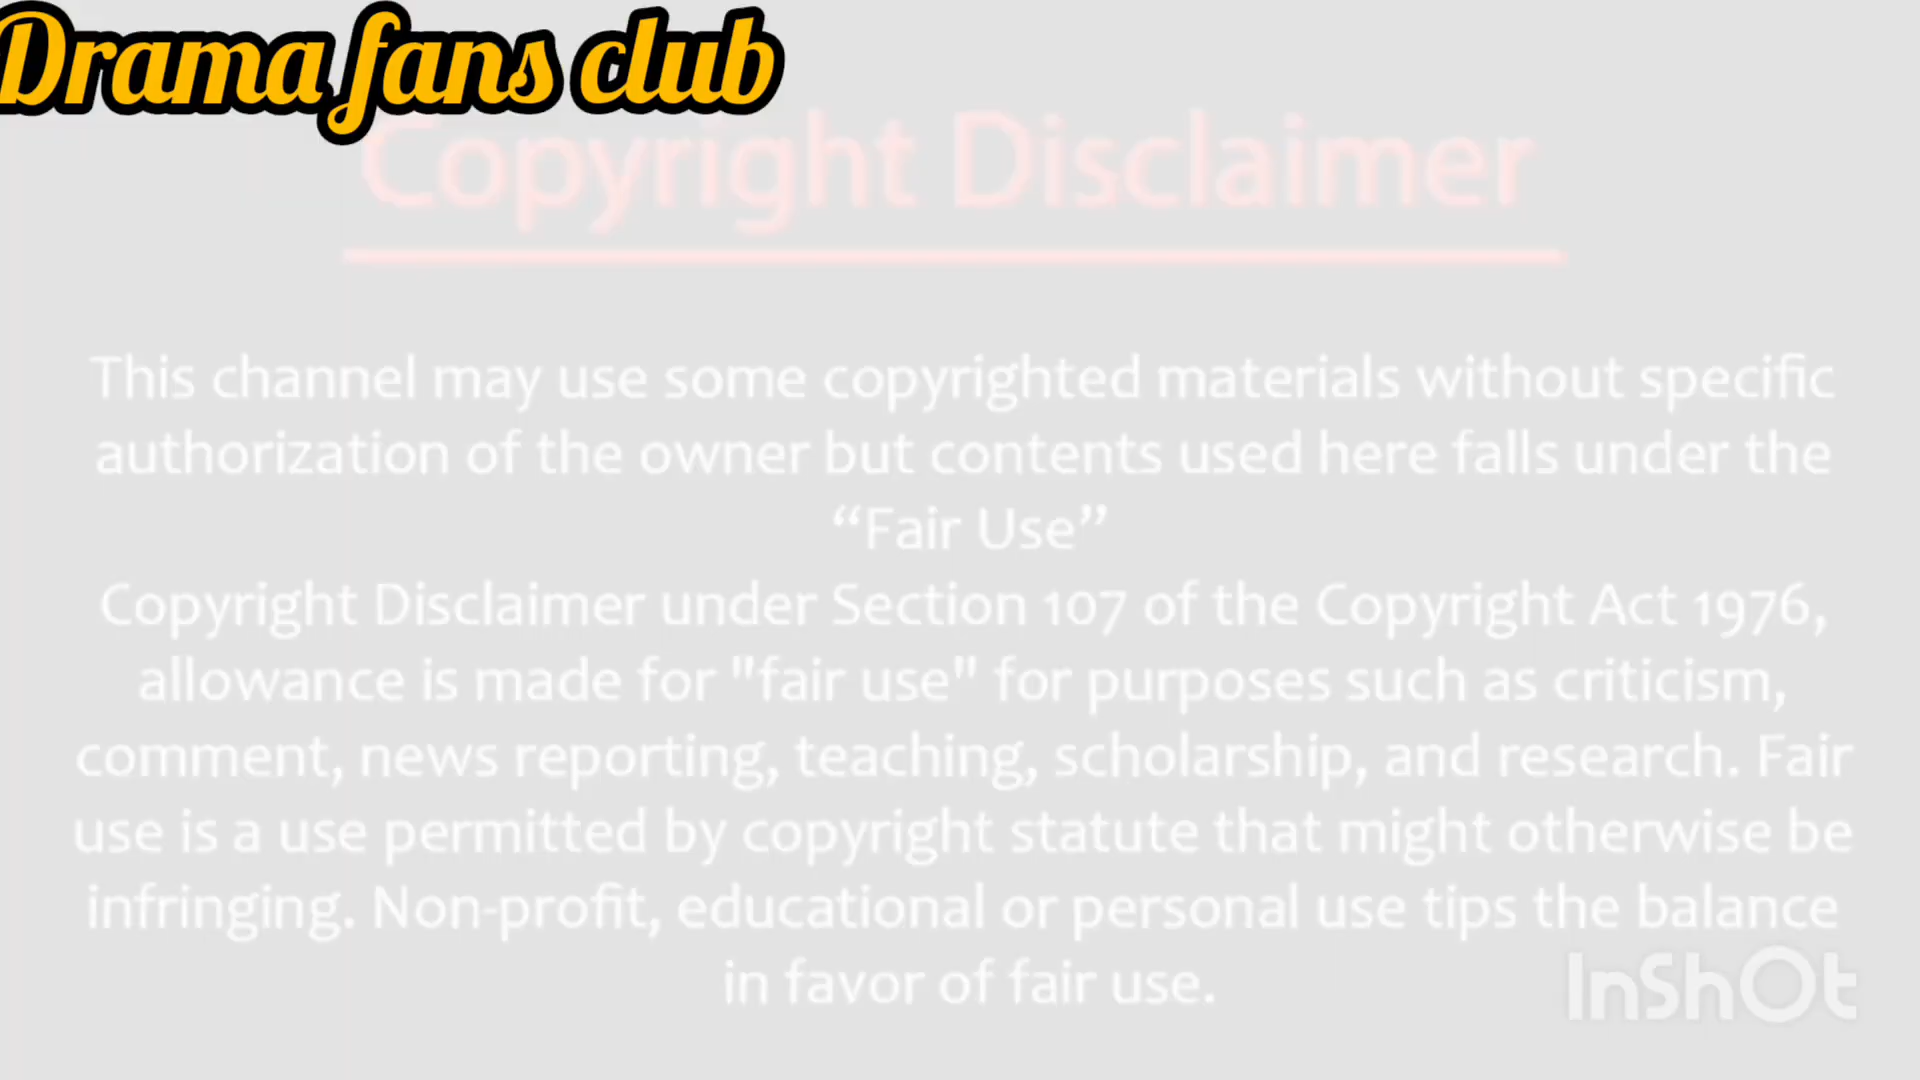 Drama fans club
Copyright Disclaimer
This channel may use some copyrighted materials without specific
authorization of the owner but contents used here falls under the
“Fair Use”
Copyright Disclaimer under Section 107 of the Copyright Act 1976,
allowance is made for "fair use" for purposes such as criticism,
comment, news reporting, teaching, scholarship, and research. Fair
use is a use permitted by copyright statute that might otherwise be
infringing. Non-profit, educational or personal use tips the balance
in favor of fair use.
InShOt